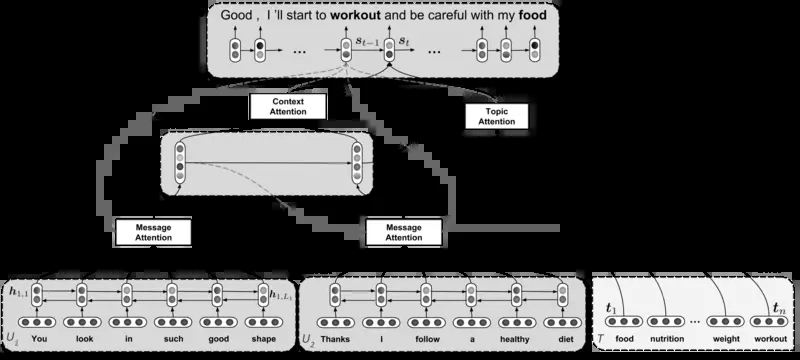 Good , I 'll start to workout and be careful with my food
s_{t−1} s_t
... ...
Context
Attention
Topic
Attention
Message
Attention
Message
Attention
h_{1,1} h_{1,L_1}
U_1 You look in such good shape
U_2 Thanks I follow a healthy diet
t_1 ... t_n
T food nutrition weight workout